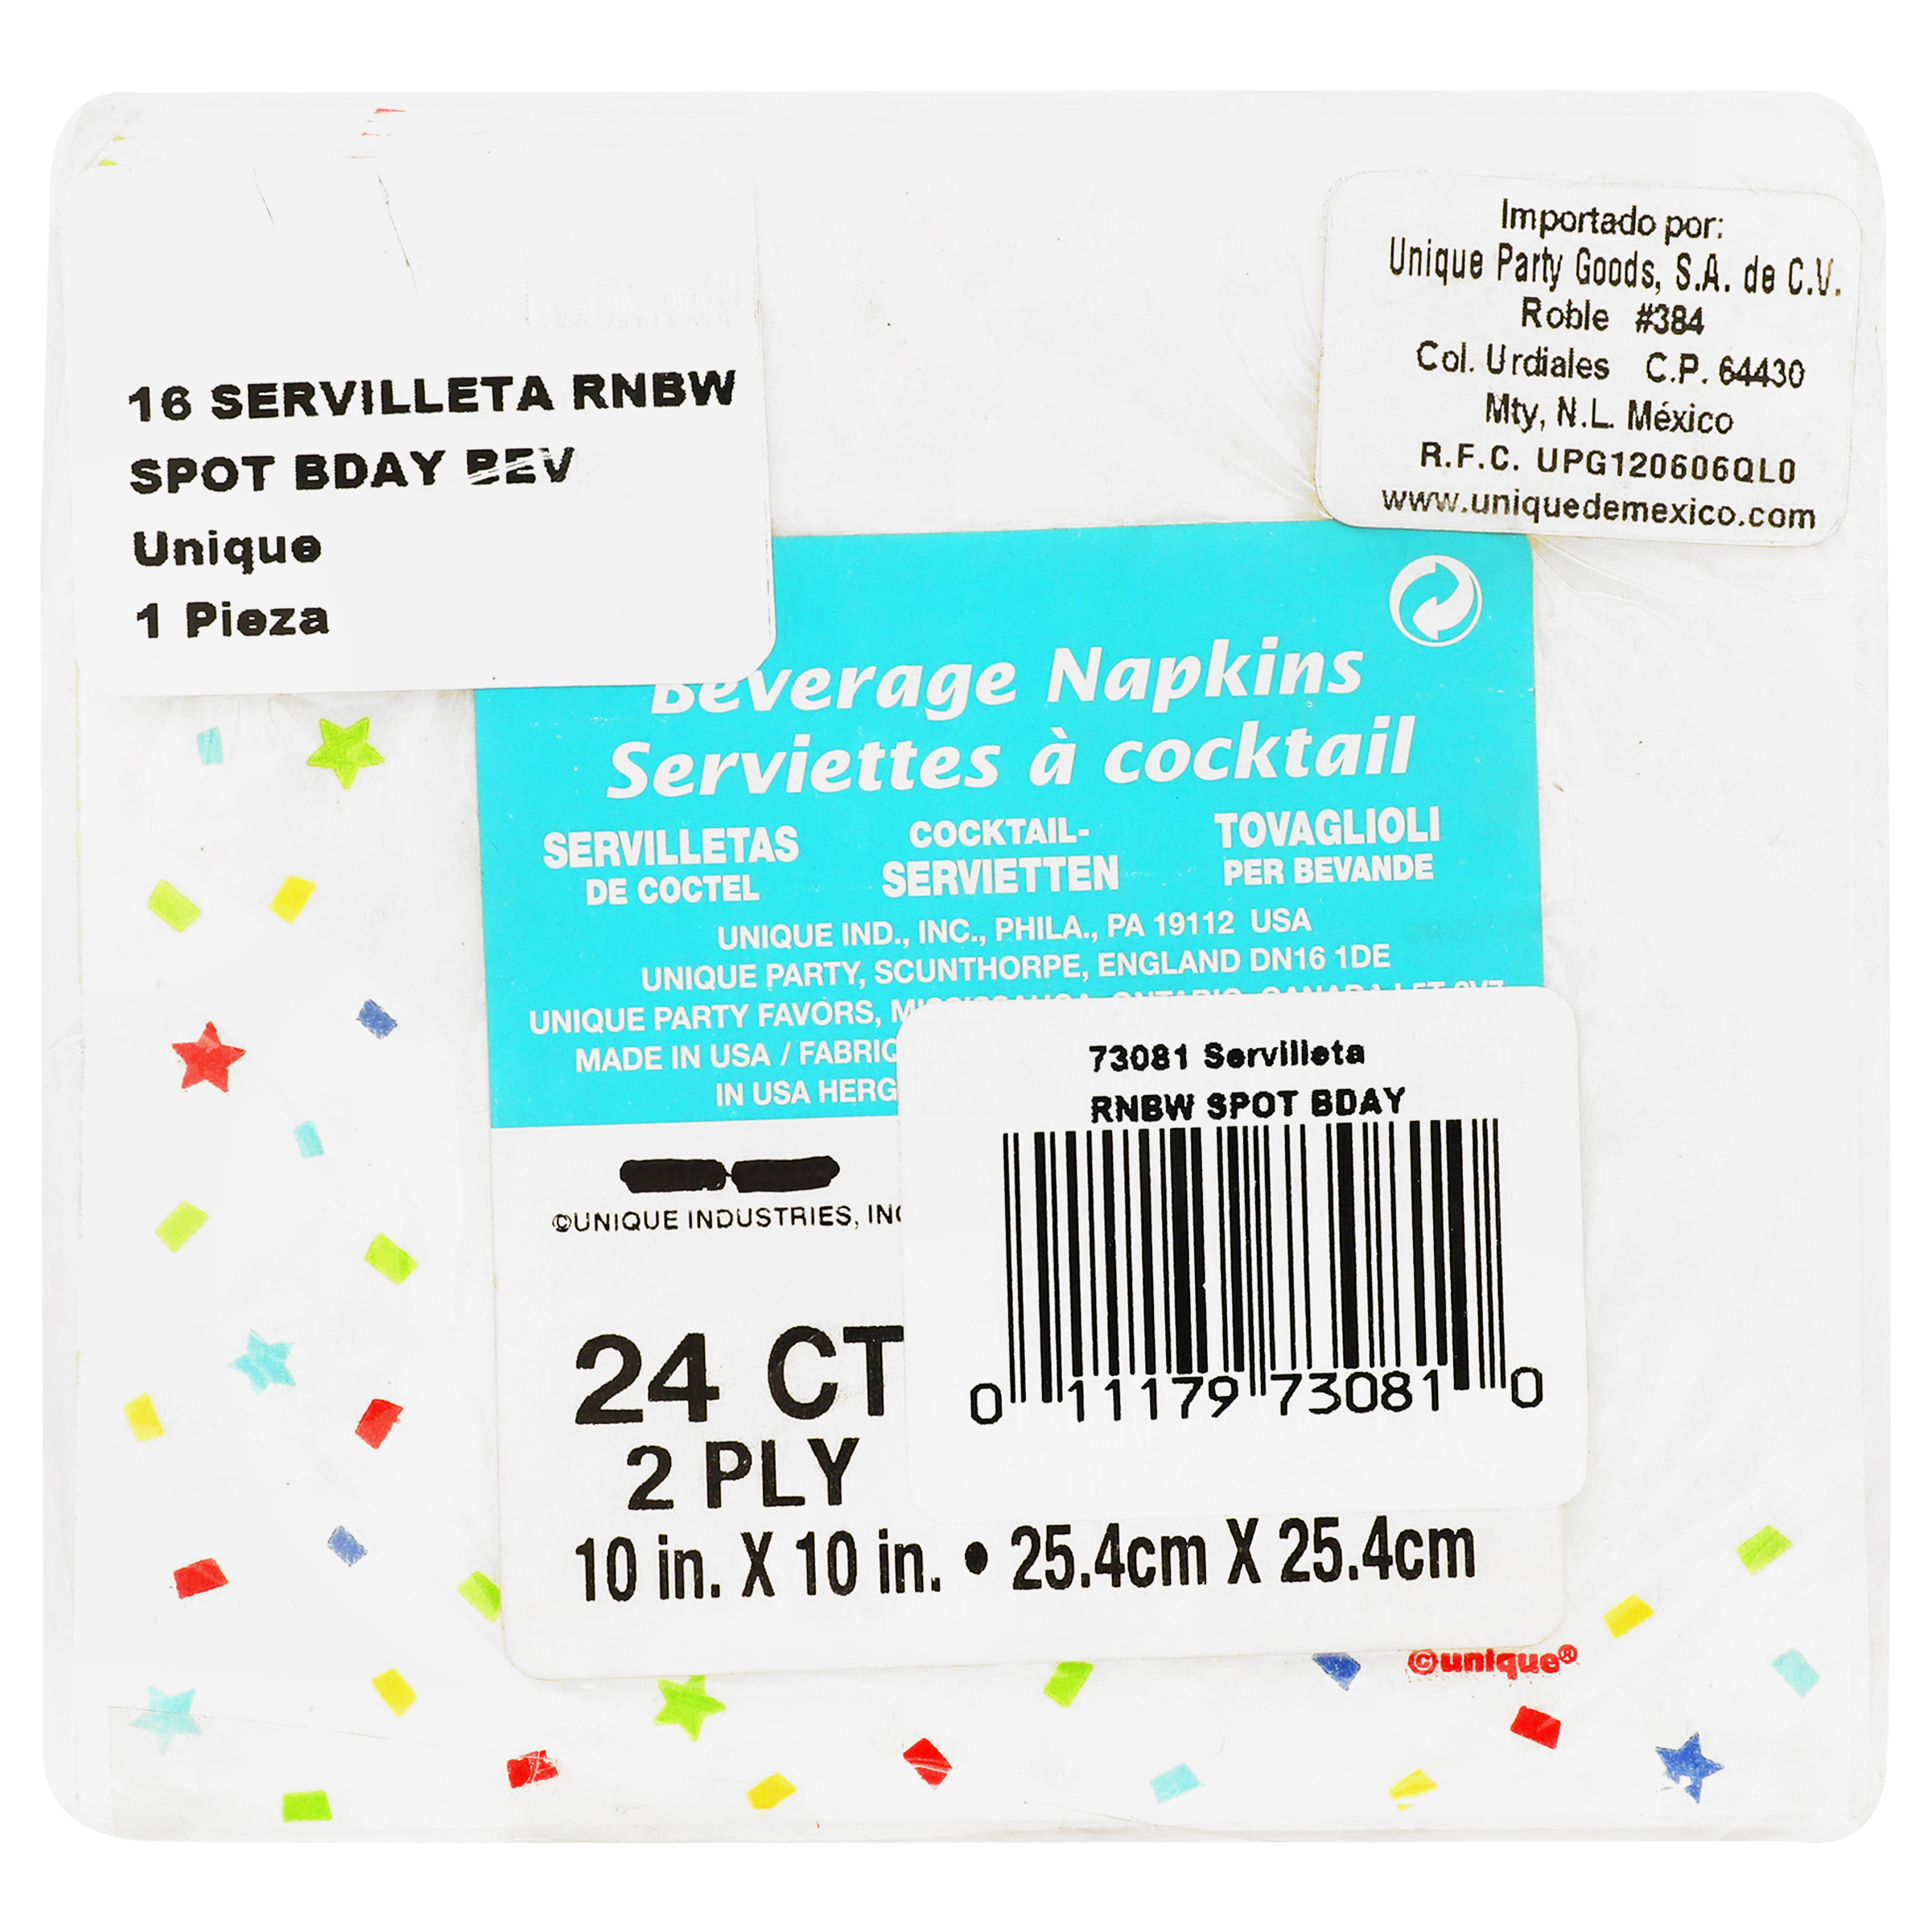 16 SERVILLETA RNBW
SPOT BDAY BEV
Unique
1 Pieza
Importado por:
Unique Party Goods, S.A. de C.V.
Roble #384
Col. Urdiales C.P. 64430
Mty, N.L. México
R.F.C. UPG120606QL0
www.uniquedemexico.com
Beverage Napkins
Serviettes à cocktail
SERVILLETAS
DE COCTEL
COCKTAIL-
SERVIETTEN
TOVAGLIOLI
PER BEVANDE
UNIQUE IND., INC., PHILA., PA 19112 USA
UNIQUE PARTY, SCUNTHORPE, ENGLAND DN16 1DE
UNIQUE PARTY FAVORS, MISSISSAUGA, ONTARIO, CANADA
MADE IN USA / FABRIQ
IN USA HERG
©UNIQUE INDUSTRIES, INC
24 CT
2 PLY
10 in. X 10 in. • 25.4cm X 25.4cm
73081 Servilleta
RNBW SPOT BDAY
0 11179 73081 0
©unique®